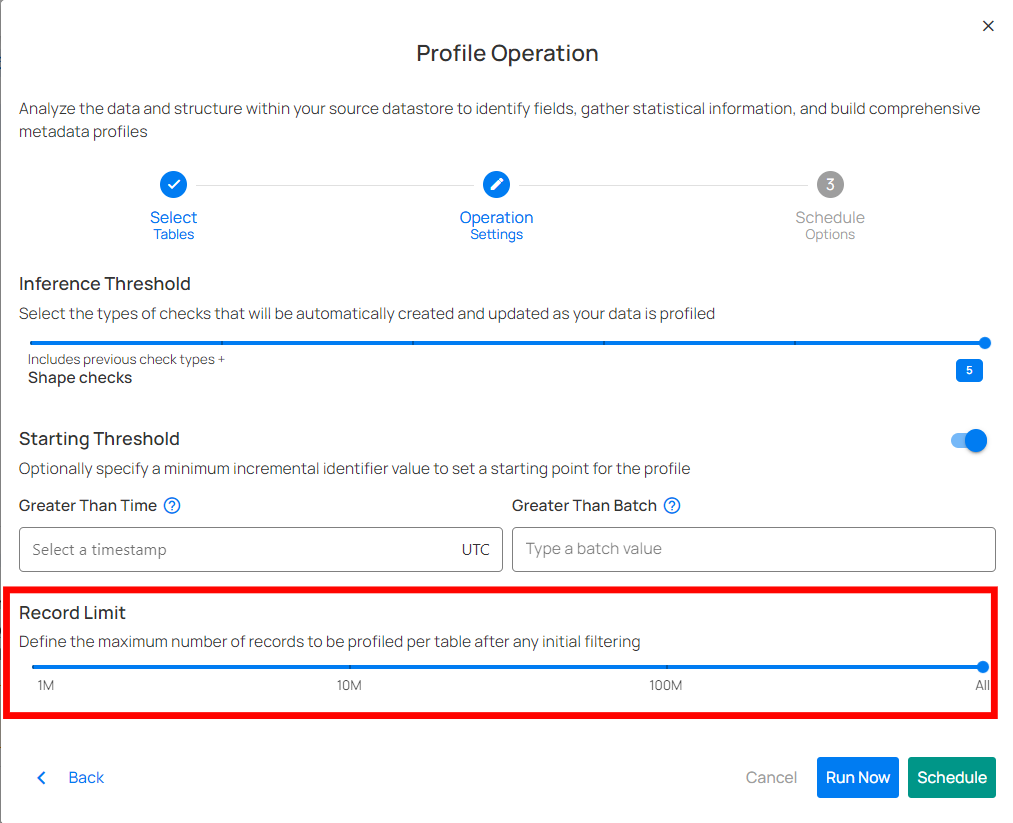 Profile Operation
Analyze the data and structure within your source datastore to identify fields, gather statistical information, and build comprehensive
metadata profiles
3
Select
Tables
Operation
Settings
Schedule
Options
Inference Threshold
Select the types of checks that will be automatically created and updated as your data is profiled
Includes previous check types +
Shape checks
5
Starting Threshold
Optionally specify a minimum incremental identifier value to set a starting point for the profile
Greater Than Time ?
Greater Than Batch ?
Select a timestamp UTC
Type a batch value
Record Limit
Define the maximum number of records to be profiled per table after any initial filtering
1M 10M 100M All
Back Cancel Run Now Schedule